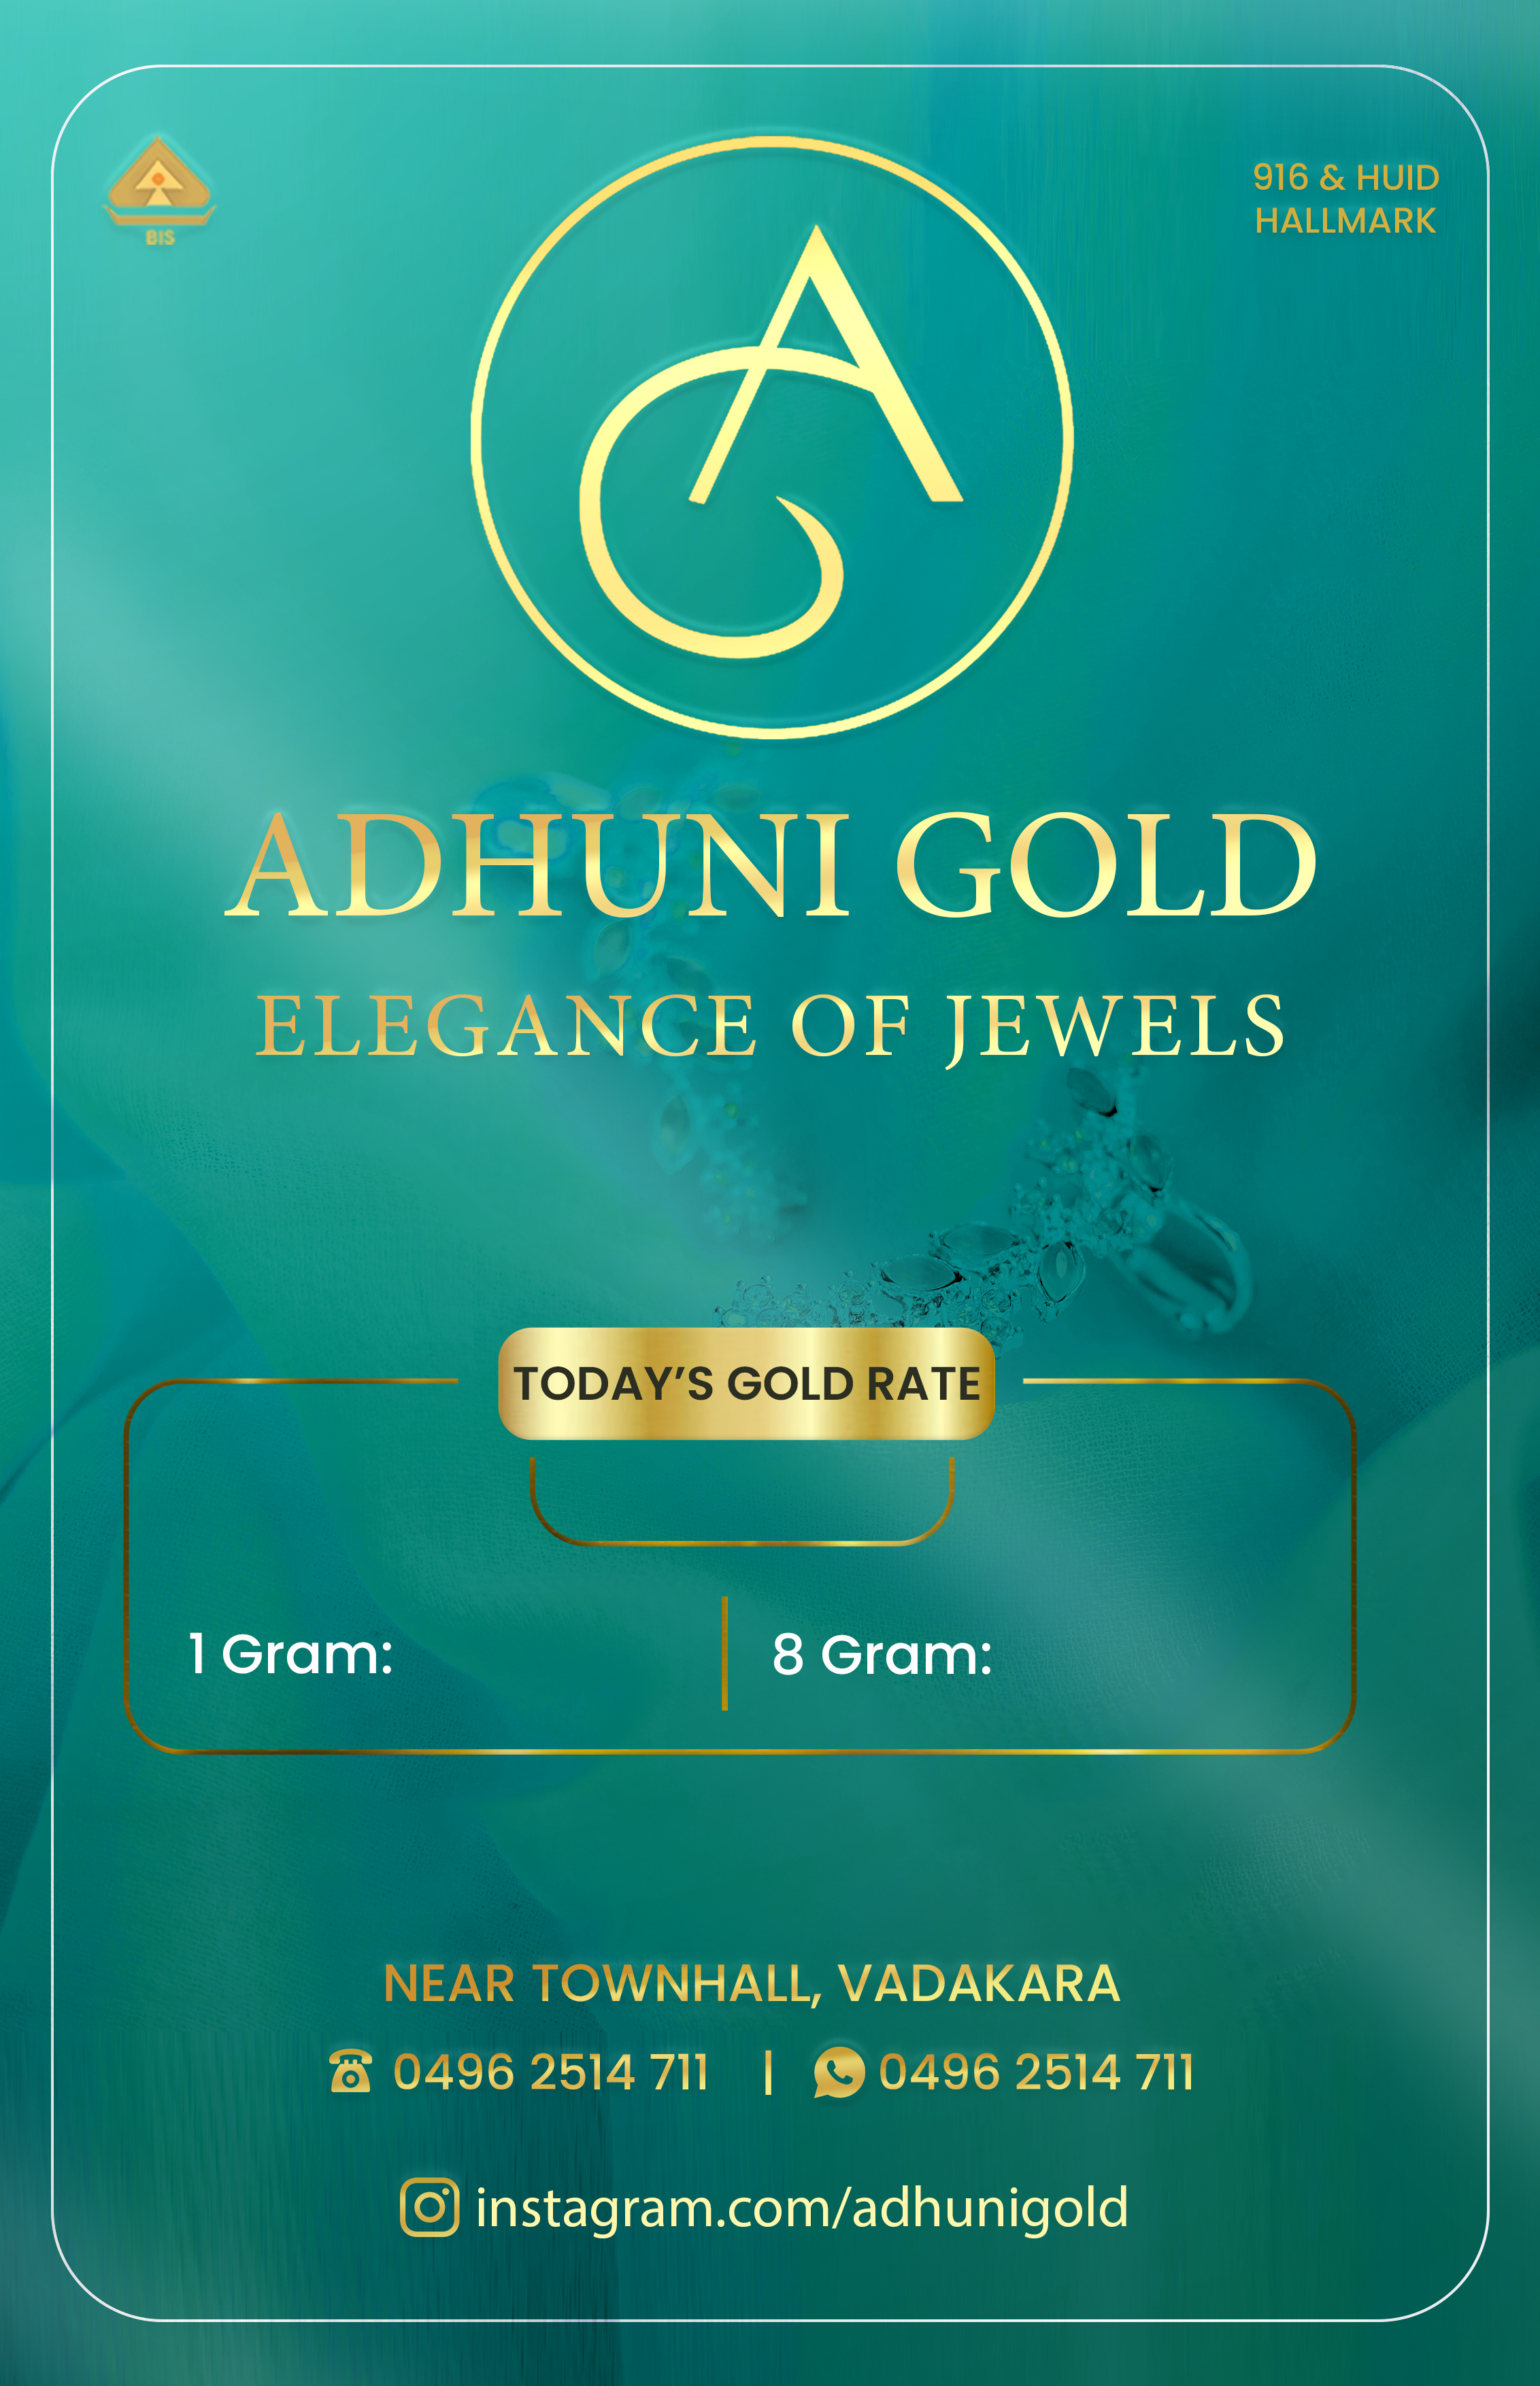 BIS
916 & HUID
HALLMARK
ADHUNI GOLD
ELEGANCE OF JEWELS
TODAY’S GOLD RATE
1 Gram:
8 Gram:
NEAR TOWNHALL, VADAKARA
0496 2514 711 | 0496 2514 711
instagram.com/adhunigold